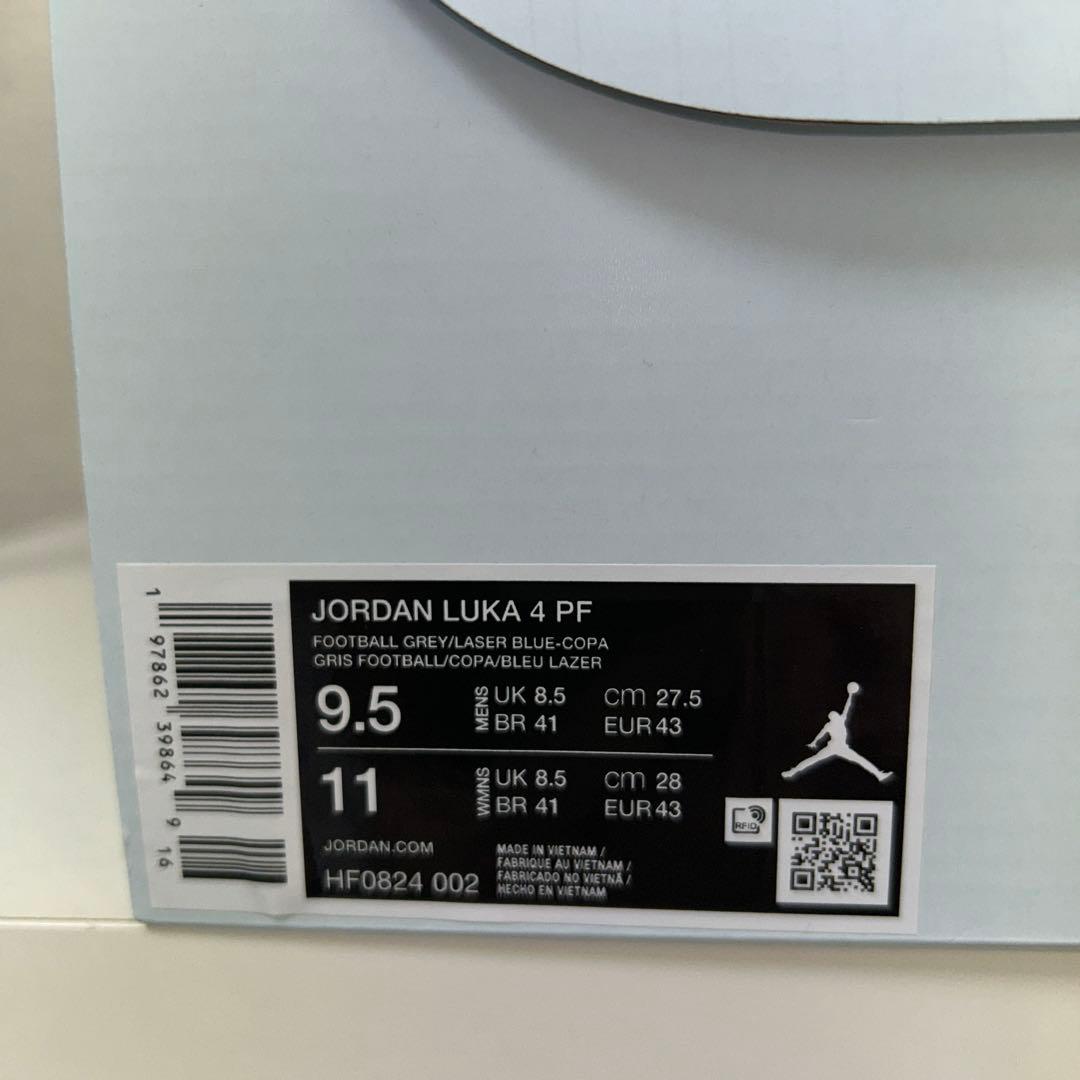 1 97862 39864 9 16
JORDAN LUKA 4 PF
FOOTBALL GREY/LASER BLUE-COPA
GRIS FOOTBALL/COPA/BLEU LAZER
9.5 MENS UK 8.5 CM 27.5
BR 41 EUR 43
11 WMNS UK 8.5 CM 28
BR 41 EUR 43
RFID
JORDAN.COM
HF0824 002
MADE IN VIETNAM /
FABRIQUE AU VIETNAM /
FABRICADO NO VIETNÃ /
HECHO EN VIETNAM